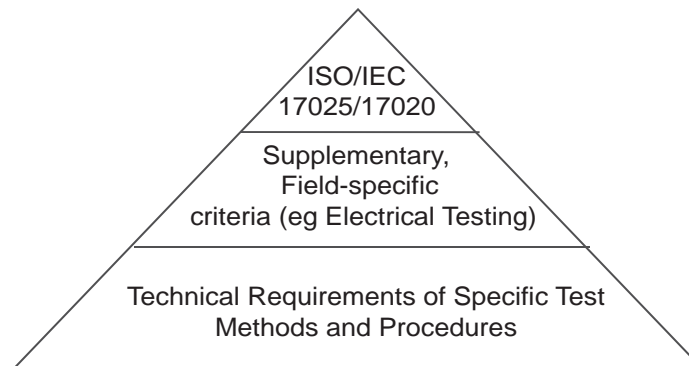 ISO/IEC
17025/17020
Supplementary,
Field-specific
criteria (eg Electrical Testing)
Technical Requirements of Specific Test
Methods and Procedures